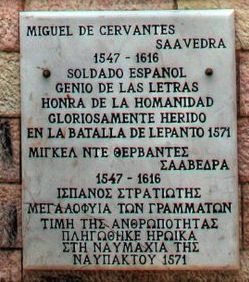 MIGUEL DE CERVANTES
SAAVEDRA
1547 - 1616
SOLDADO ESPANOL
GENIO DE LAS LETRAS
HONRA DE LA HOMANIDAD
GLORIOSAMENTE HERIDO
EN LA BATALLA DE LEPANTO 1571
ΜΙΓΚΕΛ ΝΤΕ ΘΕΡΒΑΝΤΕΣ
ΣΑΑΒΕΔΡΑ
1547 - 1616
ΙΣΠΑΝΟΣ ΣΤΡΑΤΙΩΤΗΣ
ΜΕΓΑΛΟΦΥΙΑ ΤΩΝ ΓΡΑΜΜΑΤΩΝ
ΤΙΜΗ ΤΗΣ ΑΝΘΡΩΠΟΤΗΤΑΣ
ΠΛΗΓΩΘΗΚΕ ΗΡΩΙΚΑ
ΣΤΗ ΝΑΥΜΑΧΙΑ ΤΗΣ
ΝΑΥΠΑΚΤΟΥ 1571